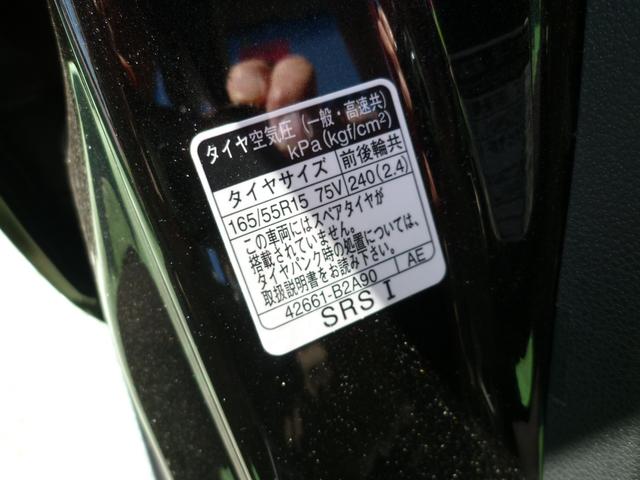 タイヤ空気圧 (一般・高速共)
kPa(kgf/cm²)
タイヤサイズ 前後輪共
165/55R15 75V 240(2.4)
この車両にはスペアタイヤが
搭載されていません。
タイヤパンク時の処置については、
取扱説明書をお読み下さい。
42661-B2A90 AE
SRS I